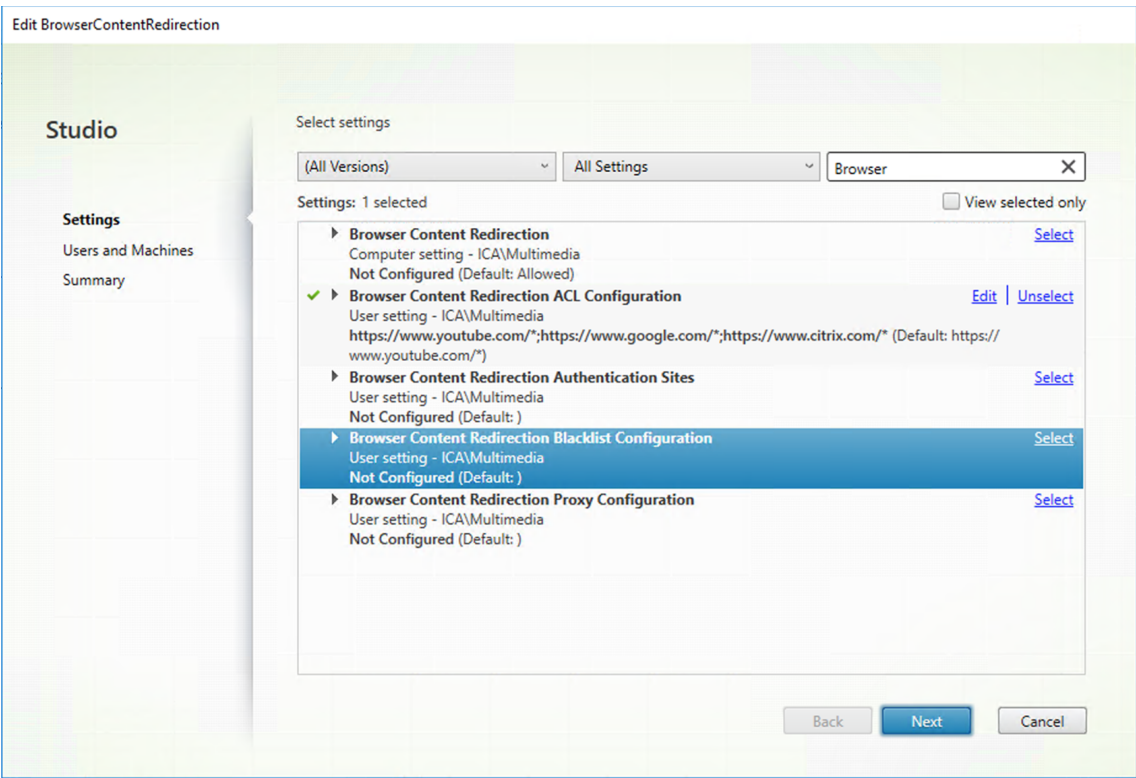 Edit BrowserContentRedirection
Studio
Settings
Users and Machines
Summary
Select settings
(All Versions)
All Settings
Browser
Settings: 1 selected
View selected only
Browser Content Redirection
Select
Computer setting - ICA\Multimedia
Not Configured (Default: Allowed)
Browser Content Redirection ACL Configuration
Edit | Unselect
User setting - ICA\Multimedia
https://www.youtube.com/*;https://www.google.com/*;https://www.citrix.com/* (Default: https://
www.youtube.com/*)
Browser Content Redirection Authentication Sites
Select
User setting - ICA\Multimedia
Not Configured (Default: )
Browser Content Redirection Blacklist Configuration
Select
User setting - ICA\Multimedia
Not Configured (Default: )
Browser Content Redirection Proxy Configuration
Select
User setting - ICA\Multimedia
Not Configured (Default: )
Back
Next
Cancel